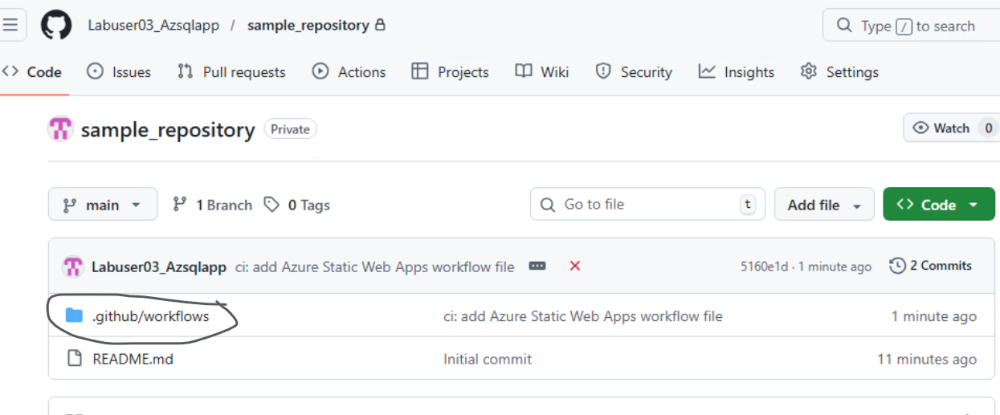 Labuser03_Azsqlapp / sample_repository
Type / to search
Code Issues Pull requests Actions Projects Wiki Security Insights Settings
sample_repository Private
Watch 0
main 1 Branch 0 Tags Go to file t Add file Code
Labuser03_Azsqlapp ci: add Azure Static Web Apps workflow file 5160e1d · 1 minute ago 2 Commits
.github/workflows ci: add Azure Static Web Apps workflow file 1 minute ago
README.md Initial commit 11 minutes ago